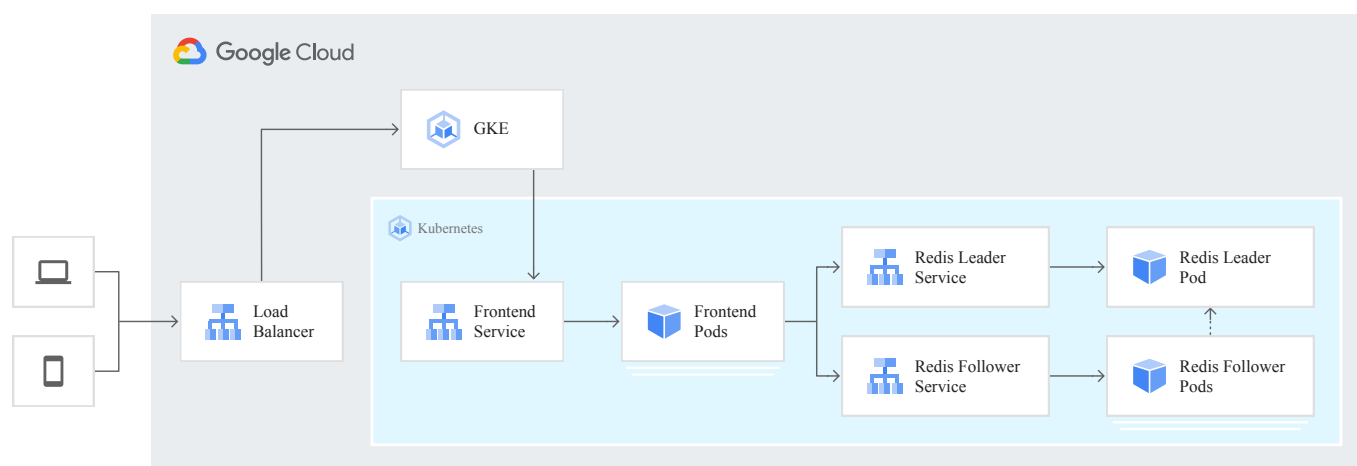 Google Cloud
GKE
Kubernetes
Load
Balancer
Frontend
Service
Frontend
Pods
Redis Leader
Service
Redis Leader
Pod
Redis Follower
Service
Redis Follower
Pods